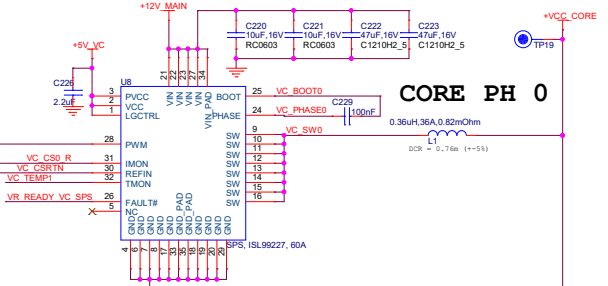 +12V_MAIN
+VCC_CORE
C220
10uF,16V
RC0603
C221
10uF,16V
RC0603
C222
47uF,16V
C1210H2_5
C223
47uF,16V
C1210H2_5
TP19
+5V_VC
C226
2.2uF
U8
21
22
23
27
34
VIN
VIN
VIN
VIN
VIN_PAD
3
PVCC
2
VCC
1
LGCTRL
28
PWM
VC_CS0_R
31
IMON
VC_CSRTN
30
REFIN
VC_TEMP1
32
TMON
VR_READY_VC_SPS
26
FAULT#
5
NC
BOOT
25
VC_BOOT0
PHASE
24
VC_PHASE0
C229
100nF
CORE PH 0
SW
9
VC_SW0
SW
10
SW
11
SW
12
SW
13
SW
14
SW
15
SW
16
0.36uH,36A,0.82mOhm
L1
DCR = 0.76m (+-5%)
GND
GND
GND
GND
GND
GND_PAD
GND_PAD
GND
GND
GND
GND
SPS, ISL99227, 60A
4
6
7
8
17
33
35
18
19
20
29